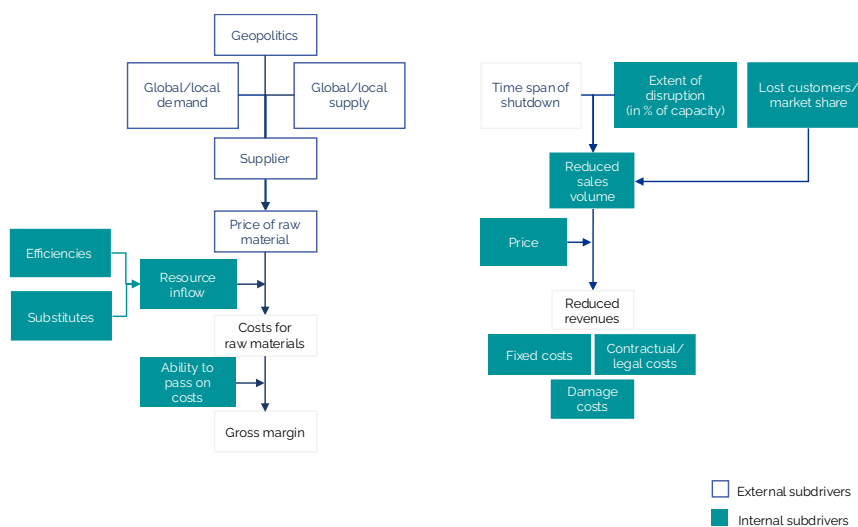 Geopolitics
Global/local
demand
Global/local
supply
Supplier
Price of raw
material
Efficiencies
Resource
inflow
Substitutes
Costs for
raw materials
Ability to
pass on
costs
Gross margin
Time span of
shutdown
Extent of
disruption
(in % of capacity)
Lost customers/
market share
Reduced
sales
volume
Price
Reduced
revenues
Fixed costs
Contractual/
legal costs
Damage
costs
External subdrivers
Internal subdrivers